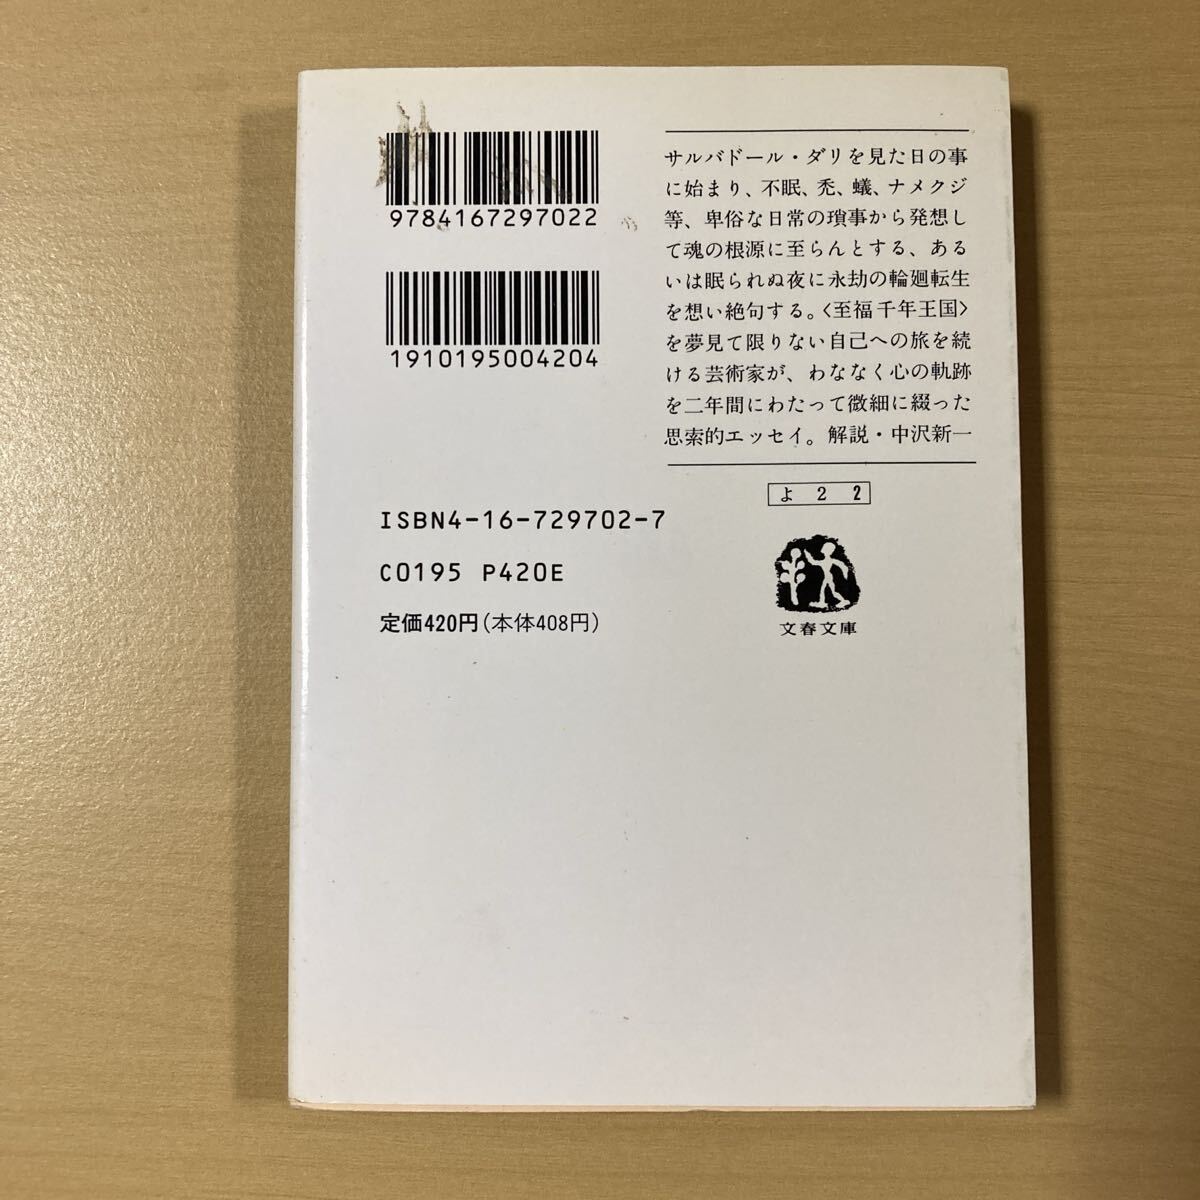 9784167297022
1910195004204
サルバドール・ダリを見た日の事
に始まり、不眠、禿、蟻、ナメクジ
等、卑俗な日常の瑣事から発想し
て魂の根源に至らんとする、ある
いは眠られぬ夜に永劫の輪廻転生
を想い絶句する。〈至福千年王国〉
を夢見て限りない自己への旅を続
ける芸術家が、わななく心の軌跡
を二年間にわたって微細に綴った
思索的エッセイ。解説・中沢新一
よ 2 2
文春文庫
ISBN4-16-729702-7
C0195 P420E
定価420円(本体408円)